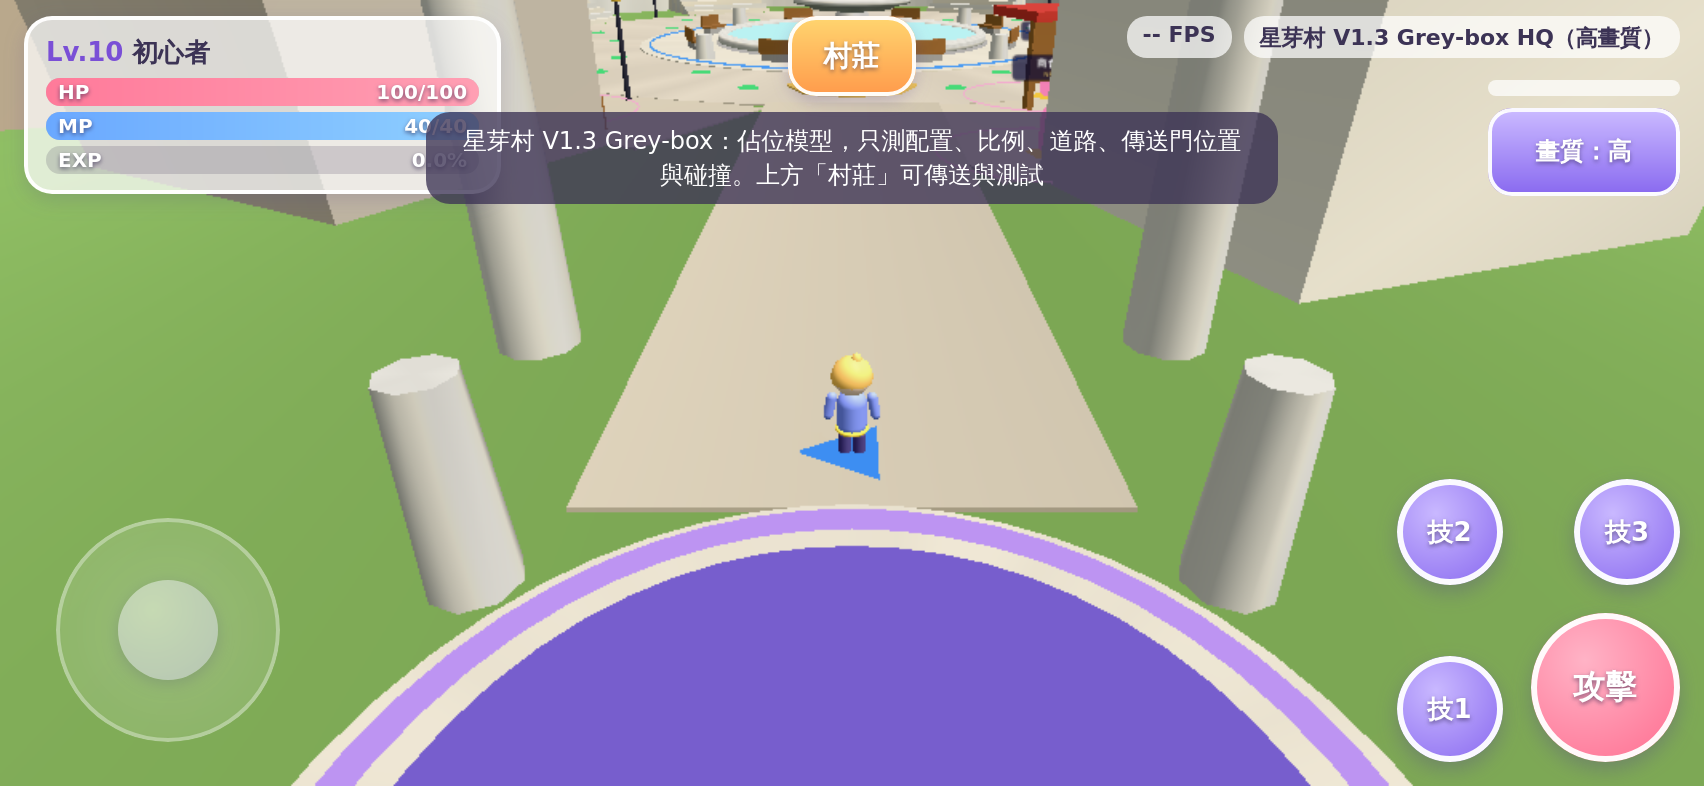 Lv.10 初心者
HP 100/100
MP 40/40
EXP 0.0%
村莊
-- FPS
星芽村 V1.3 Grey-box HQ（高畫質）
畫質：高
星芽村 V1.3 Grey-box：佔位模型，只測配置、比例、道路、傳送門位置
與碰撞。上方「村莊」可傳送與測試
技2
技3
技1
攻擊